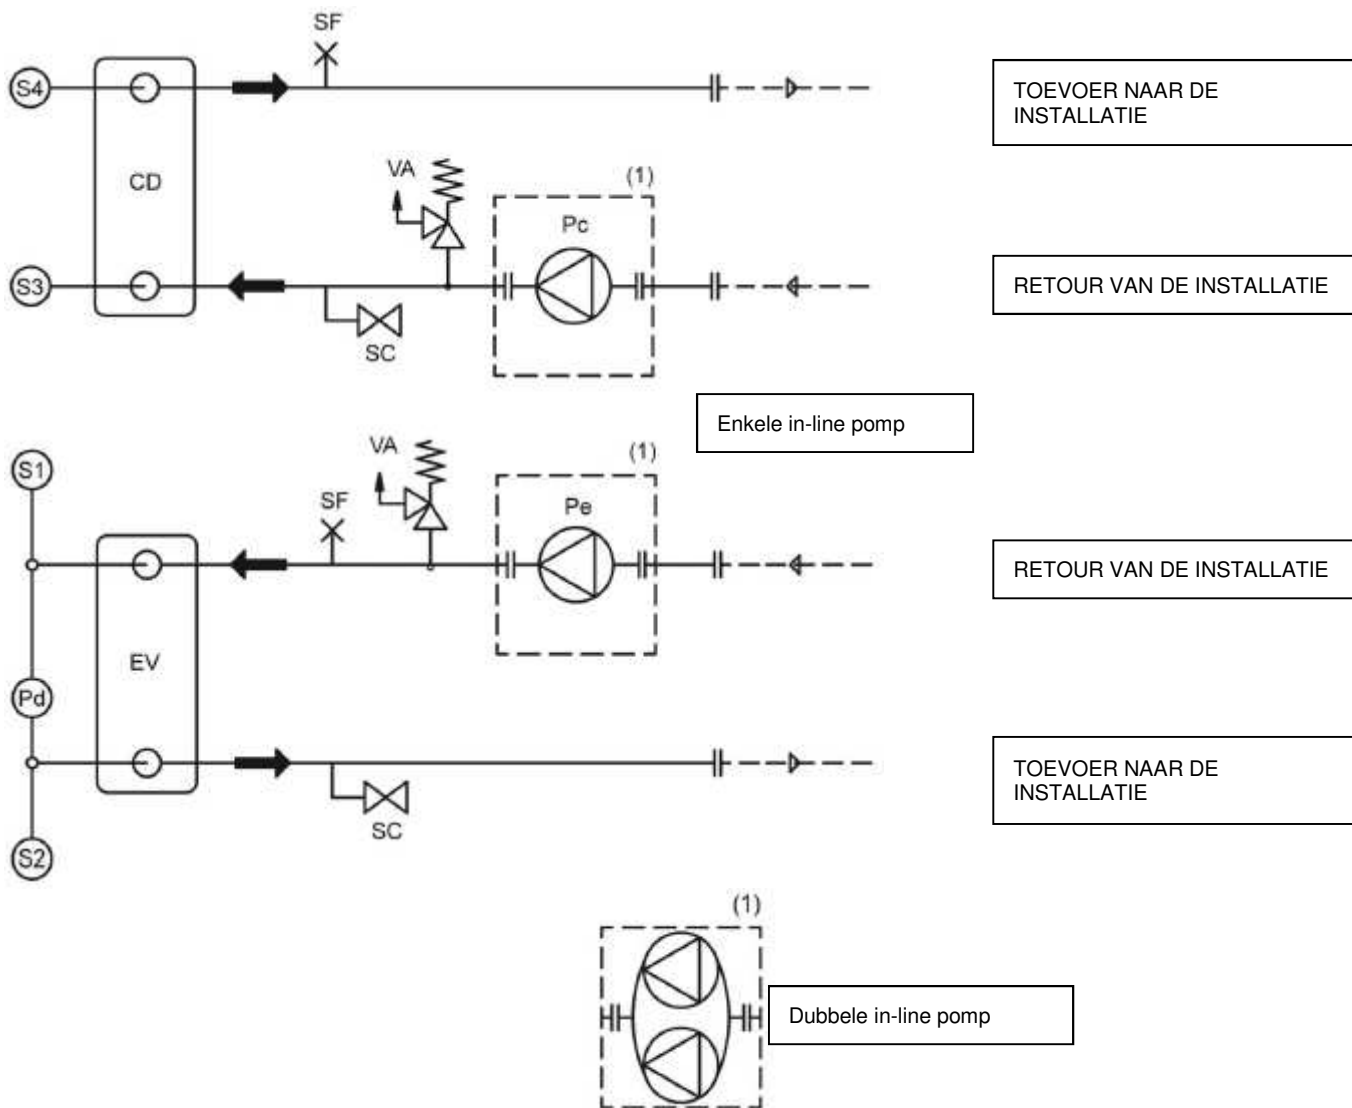 SF
S4
TOEVOER NAAR DE
INSTALLATIE
CD
VA
(1)
Pc
S3
RETOUR VAN DE INSTALLATIE
SC
Enkele in-line pomp
S1
VA
(1)
SF
Pe
RETOUR VAN DE INSTALLATIE
EV
Pd
TOEVOER NAAR DE
INSTALLATIE
SC
S2
(1)
Dubbele in-line pomp